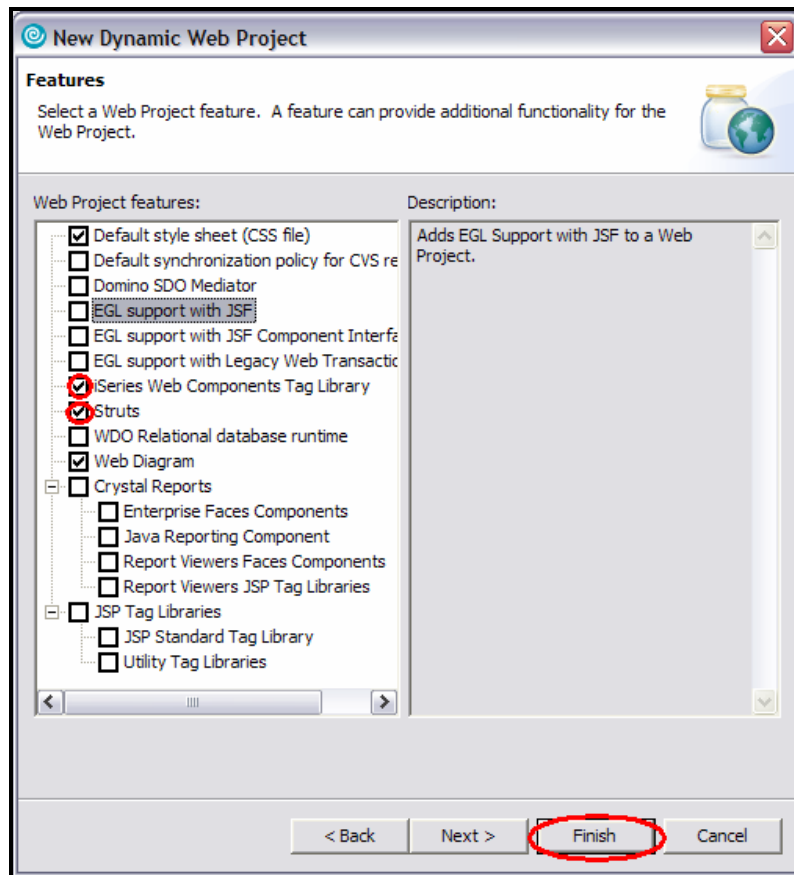 New Dynamic Web Project
Features
Select a Web Project feature. A feature can provide additional functionality for the
Web Project.
Web Project features:
Description:
Default style sheet (CSS file)
Default synchronization policy for CVS re
Domino SDO Mediator
EGL support with JSF
EGL support with JSF Component Interfa
EGL support with Legacy Web Transactic
iSeries Web Components Tag Library
Struts
WDO Relational database runtime
Web Diagram
Crystal Reports
Enterprise Faces Components
Java Reporting Component
Report Viewers Faces Components
Report Viewers JSP Tag Libraries
JSP Tag Libraries
JSP Standard Tag Library
Utility Tag Libraries
Adds EGL Support with JSF to a Web
Project.
< Back
Next >
Finish
Cancel